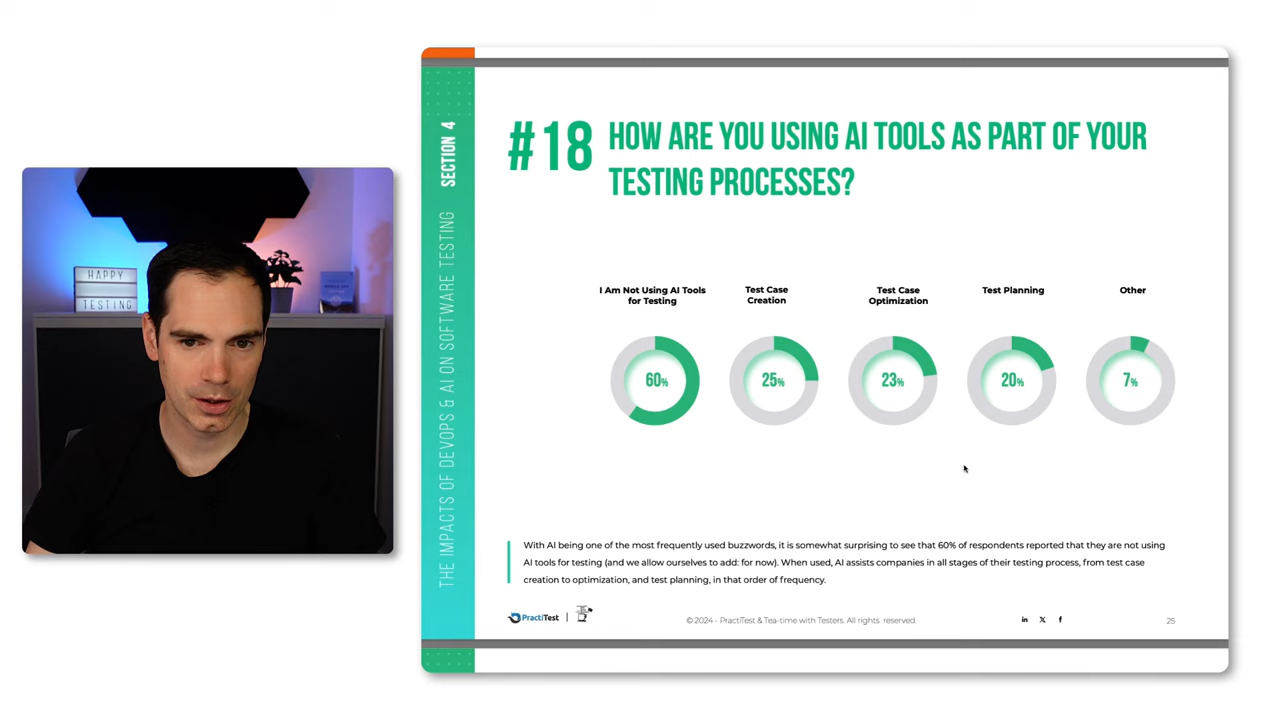 HAPPY
TESTING
THE IMPACTS OF DEVOPS & AI ON SOFTWARE TESTING SECTION 4
#18 HOW ARE YOU USING AI TOOLS AS PART OF YOUR
TESTING PROCESSES?
I Am Not Using AI Tools
for Testing
60%
Test Case
Creation
25%
Test Case
Optimization
23%
Test Planning
20%
Other
7%
With AI being one of the most frequently used buzzwords, it is somewhat surprising to see that 60% of respondents reported that they are not using
AI tools for testing (and we allow ourselves to add: for now). When used, AI assists companies in all stages of their testing process, from test case
creation to optimization, and test planning, in that order of frequency.
PractiTest
© 2024 - PractiTest & Tea-time with Testers. All rights reserved.
in X f
25